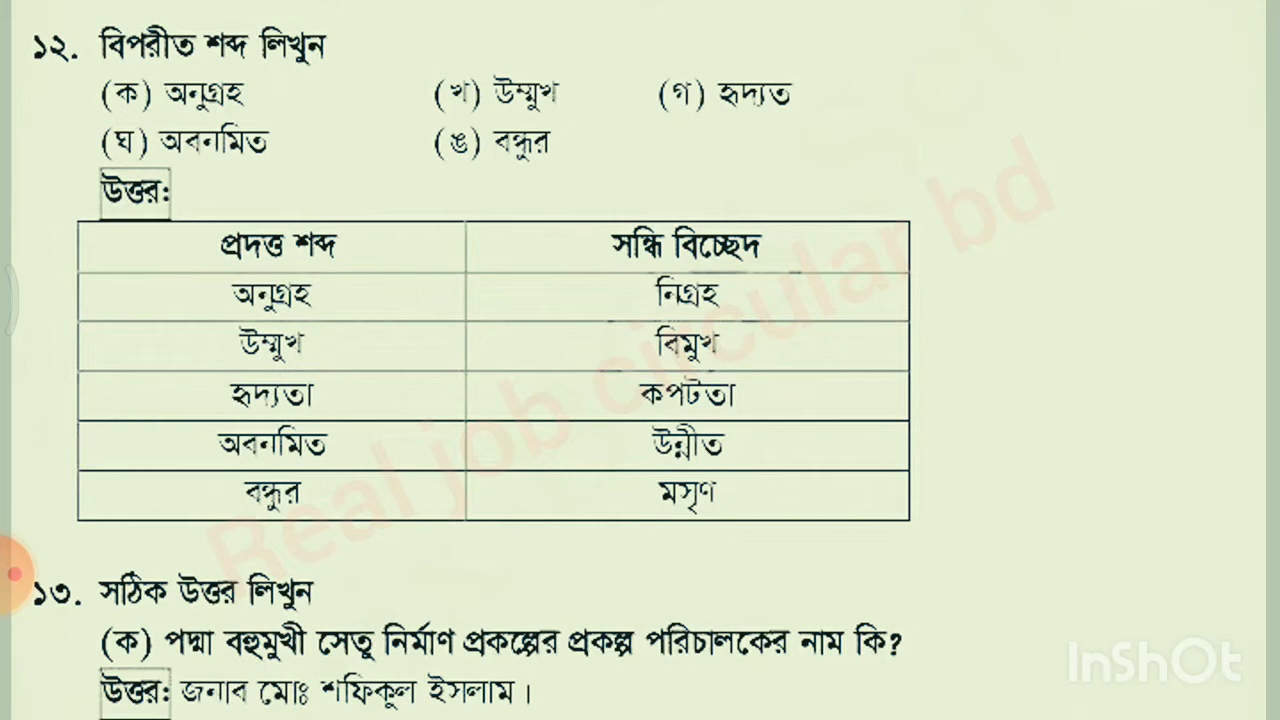 ১২. বিপরীত শব্দ লিখুন
(ক) অনুগ্রহ (খ) উম্মুখ (গ) হৃদ্যত
(ঘ) অবনমিত (ঙ) বন্ধুর
উত্তর:
প্রদত্ত শব্দ সন্ধি বিচ্ছেদ
অনুগ্রহ নিগ্রহ
উম্মুখ বিমুখ
হৃদ্যতা কপটতা
অবনমিত উন্নীত
বন্ধুর মসৃণ
১৩. সঠিক উত্তর লিখুন
(ক) পদ্মা বহুমুখী সেতু নির্মাণ প্রকল্পের প্রকল্প পরিচালকের নাম কি?
উত্তর: জনাব মোঃ শফিকুল ইসলাম।
Real job circular bd
InShOt